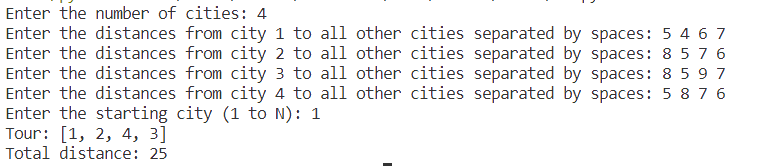 Enter the number of cities: 4
Enter the distances from city 1 to all other cities separated by spaces: 5 4 6 7
Enter the distances from city 2 to all other cities separated by spaces: 8 5 7 6
Enter the distances from city 3 to all other cities separated by spaces: 8 5 9 7
Enter the distances from city 4 to all other cities separated by spaces: 5 8 7 6
Enter the starting city (1 to N): 1
Tour: [1, 2, 4, 3]
Total distance: 25